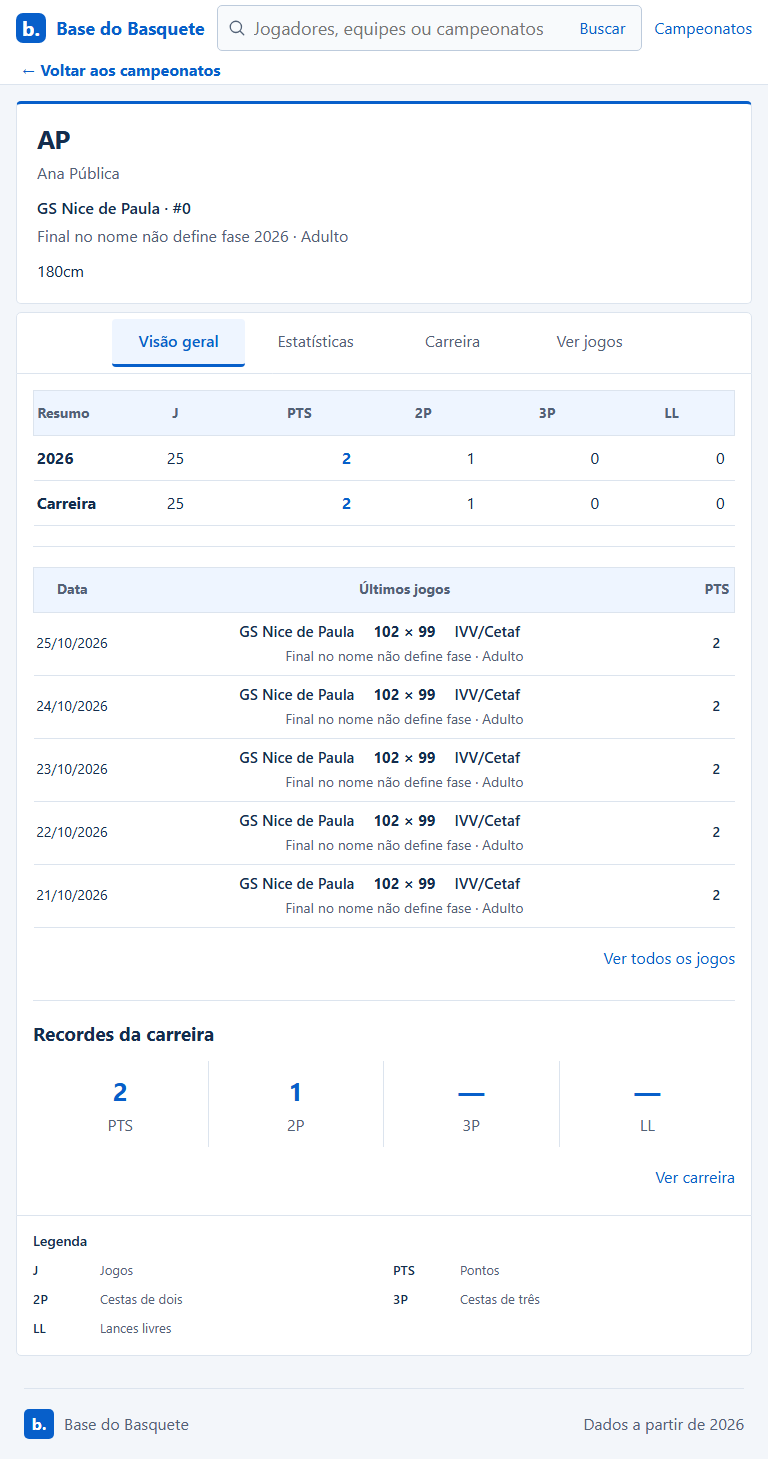 b. Base do Basquete Jogadores, equipes ou campeonatos Buscar Campeonatos
← Voltar aos campeonatos
AP
Ana Pública
GS Nice de Paula · #0
Final no nome não define fase 2026 · Adulto
180cm
Visão geral Estatísticas Carreira Ver jogos
Resumo J PTS 2P 3P LL
2026 25 2 1 0 0
Carreira 25 2 1 0 0
Data Últimos jogos PTS
25/10/2026 GS Nice de Paula 102 × 99 IVV/Cetaf 2
Final no nome não define fase · Adulto
24/10/2026 GS Nice de Paula 102 × 99 IVV/Cetaf 2
Final no nome não define fase · Adulto
23/10/2026 GS Nice de Paula 102 × 99 IVV/Cetaf 2
Final no nome não define fase · Adulto
22/10/2026 GS Nice de Paula 102 × 99 IVV/Cetaf 2
Final no nome não define fase · Adulto
21/10/2026 GS Nice de Paula 102 × 99 IVV/Cetaf 2
Final no nome não define fase · Adulto
Ver todos os jogos
Recordes da carreira
2 1 — —
PTS 2P 3P LL
Ver carreira
Legenda
J Jogos PTS Pontos
2P Cestas de dois 3P Cestas de três
LL Lances livres
b. Base do Basquete Dados a partir de 2026